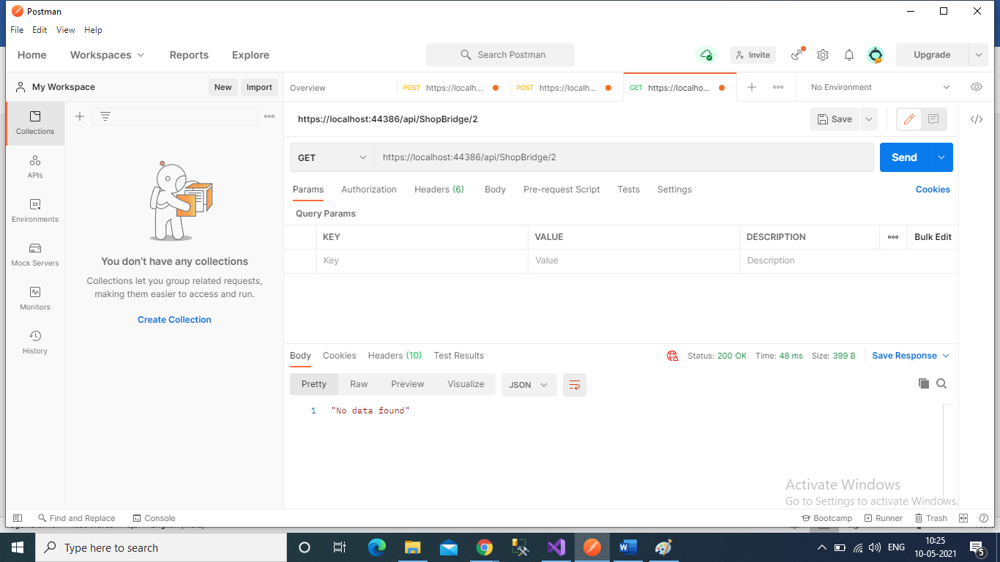 Postman
File Edit View Help
Home Workspaces Reports Explore Search Postman Invite Upgrade
My Workspace New Import Overview POST https://localh... POST https://localh... GET https://localho... No Environment
https://localhost:44386/api/ShopBridge/2 Save
Collections
GET https://localhost:44386/api/ShopBridge/2 Send
APIs
Params Authorization Headers (6) Body Pre-request Script Tests Settings Cookies
Query Params
Environments
KEY VALUE DESCRIPTION Bulk Edit
Mock Servers
Key Value Description
You don't have any collections
Collections let you group related requests,
making them easier to access and run.
Monitors
Create Collection
History
Body Cookies Headers (10) Test Results Status: 200 OK Time: 48 ms Size: 399 B Save Response
Pretty Raw Preview Visualize JSON
1 "No data found"
Activate Windows
Go to Settings to activate Windows.
Find and Replace Console Bootcamp Runner Trash
Type here to search ENG 10:25
10-05-2021 5